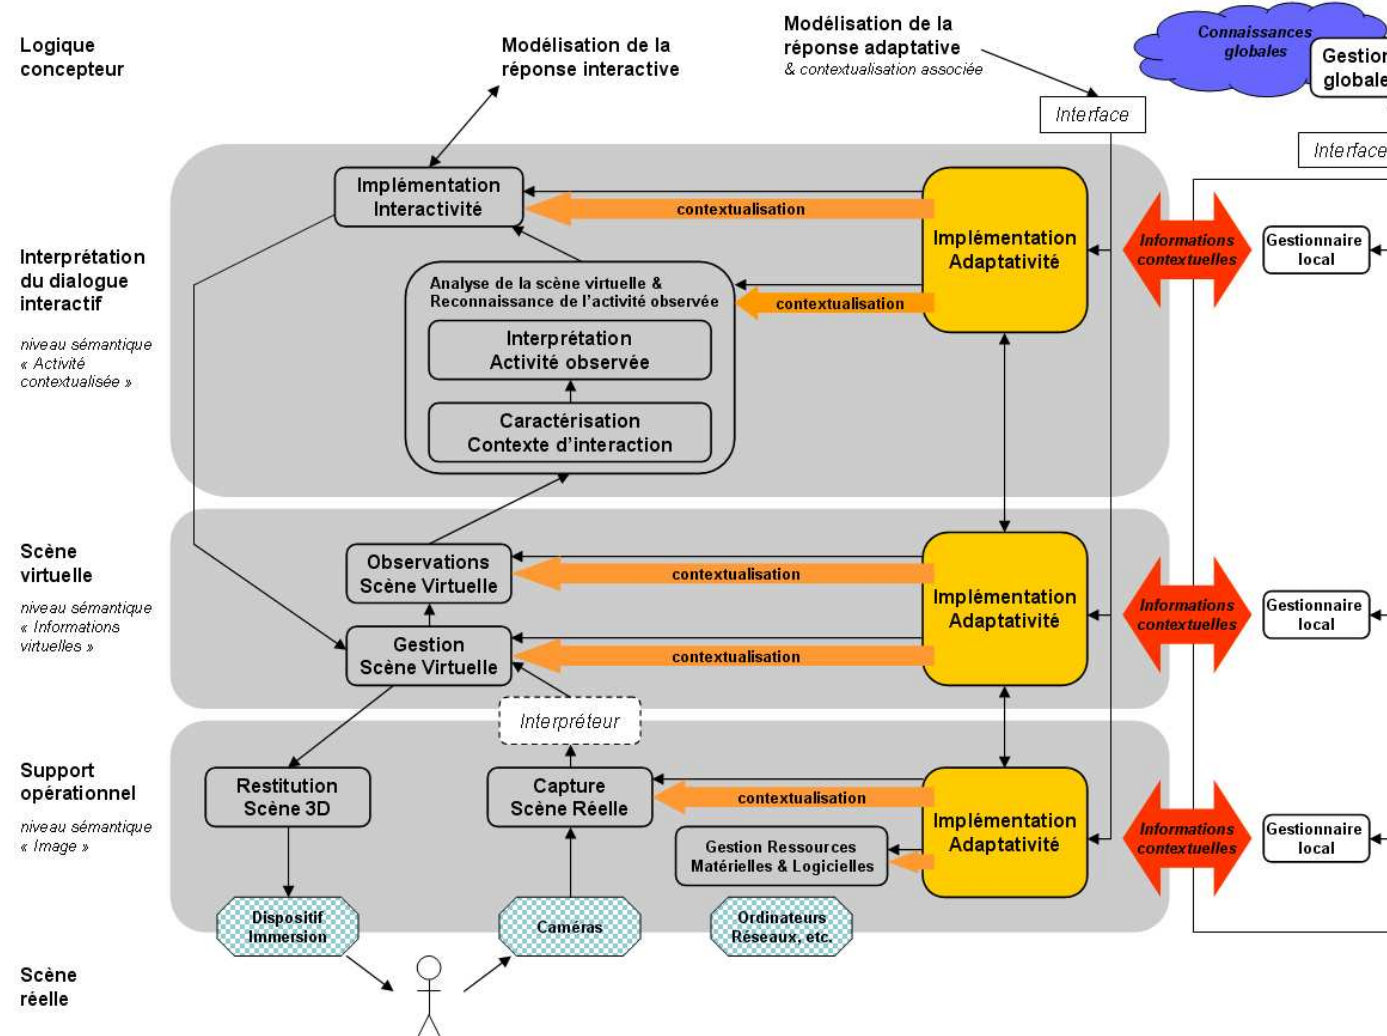 Logique
concepteur
Modélisation de la
réponse interactive
Modélisation de la
réponse adaptative
& contextualisation associée
Connaissances
globales
Gestion
globale
Interface
Interface
Interprétation
du dialogue
interactif
niveau sémantique
« Activité
contextualisée »
Implémentation
Interactivité
contextualisation
Implémentation
Adaptativité
Informations
contextuelles
Gestionnaire
local
Analyse de la scène virtuelle &
Reconnaissance de l'activité observée
contextualisation
Interprétation
Activité observée
Caractérisation
Contexte d'interaction
Scène
virtuelle
niveau sémantique
« Informations
virtuelles »
Observations
Scène Virtuelle
contextualisation
Implémentation
Adaptativité
Informations
contextuelles
Gestionnaire
local
Gestion
Scène Virtuelle
contextualisation
Interpréteur
Support
opérationnel
niveau sémantique
« Image »
Restitution
Scène 3D
Capture
Scène Réelle
contextualisation
Implémentation
Adaptativité
Informations
contextuelles
Gestionnaire
local
Gestion Ressources
Matérielles & Logicielles
Dispositif
Immersion
Caméras
Ordinateurs
Réseaux, etc.
Scène
réelle